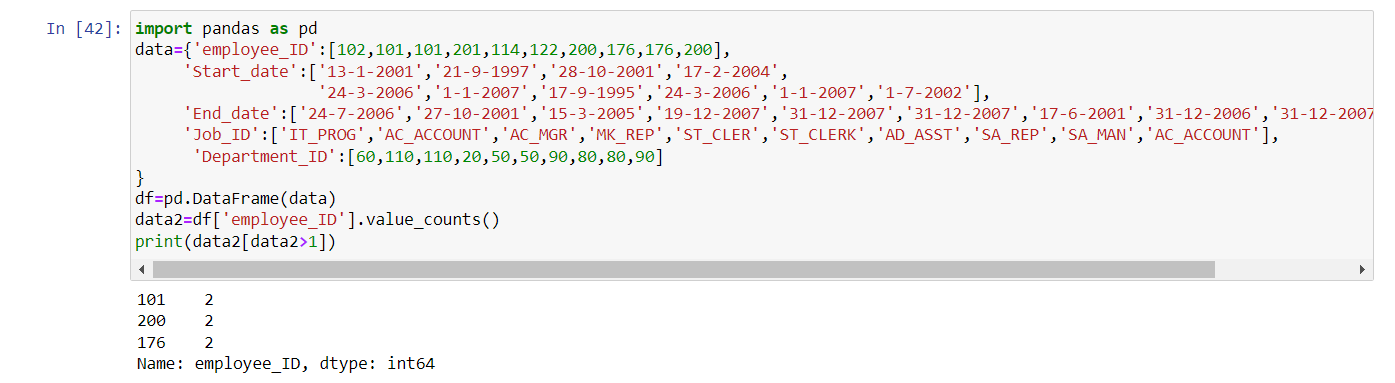 In [42]: import pandas as pd
data={'employee_ID':[102,101,101,201,114,122,200,176,176,200],
     'Start_date':['13-1-2001','21-9-1997','28-10-2001','17-2-2004',
                   '24-3-2006','1-1-2007','17-9-1995','24-3-2006','1-1-2007','1-7-2002'],
     'End_date':['24-7-2006','27-10-2001','15-3-2005','19-12-2007','31-12-2007','31-12-2007','17-6-2001','31-12-2006','31-12-2007
     'Job_ID':['IT_PROG','AC_ACCOUNT','AC_MGR','MK_REP','ST_CLER','ST_CLERK','AD_ASST','SA_REP','SA_MAN','AC_ACCOUNT'],
      'Department_ID':[60,110,110,20,50,50,90,80,80,90]
}
df=pd.DataFrame(data)
data2=df['employee_ID'].value_counts()
print(data2[data2>1])
101    2
200    2
176    2
Name: employee_ID, dtype: int64